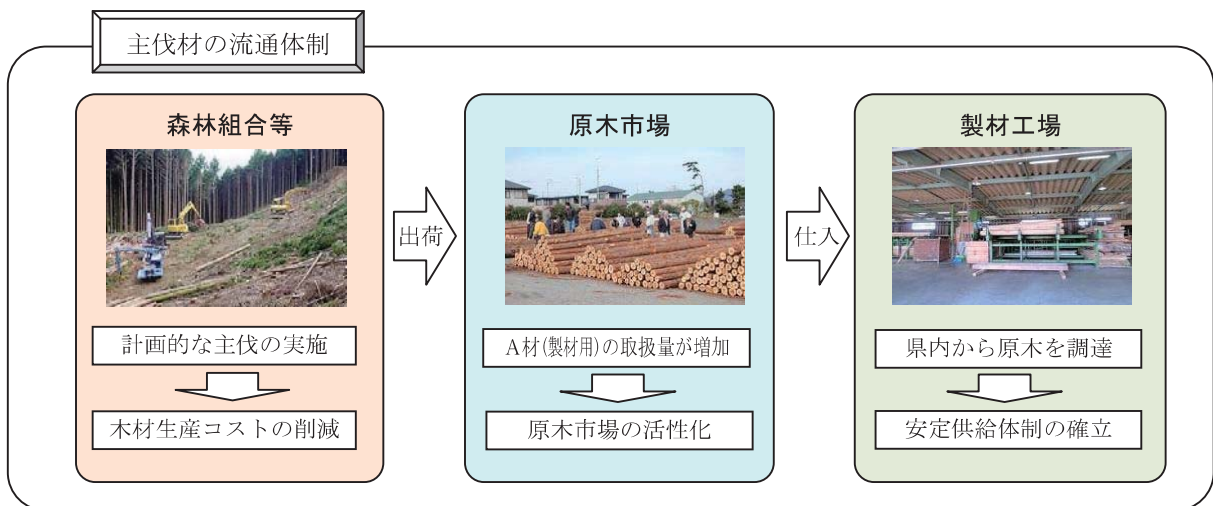 主伐材の流通体制
森林組合等
計画的な主伐の実施
木材生産コストの削減
出荷
原木市場
A材(製材用)の取扱量が増加
原木市場の活性化
仕入
製材工場
県内から原木を調達
安定供給体制の確立